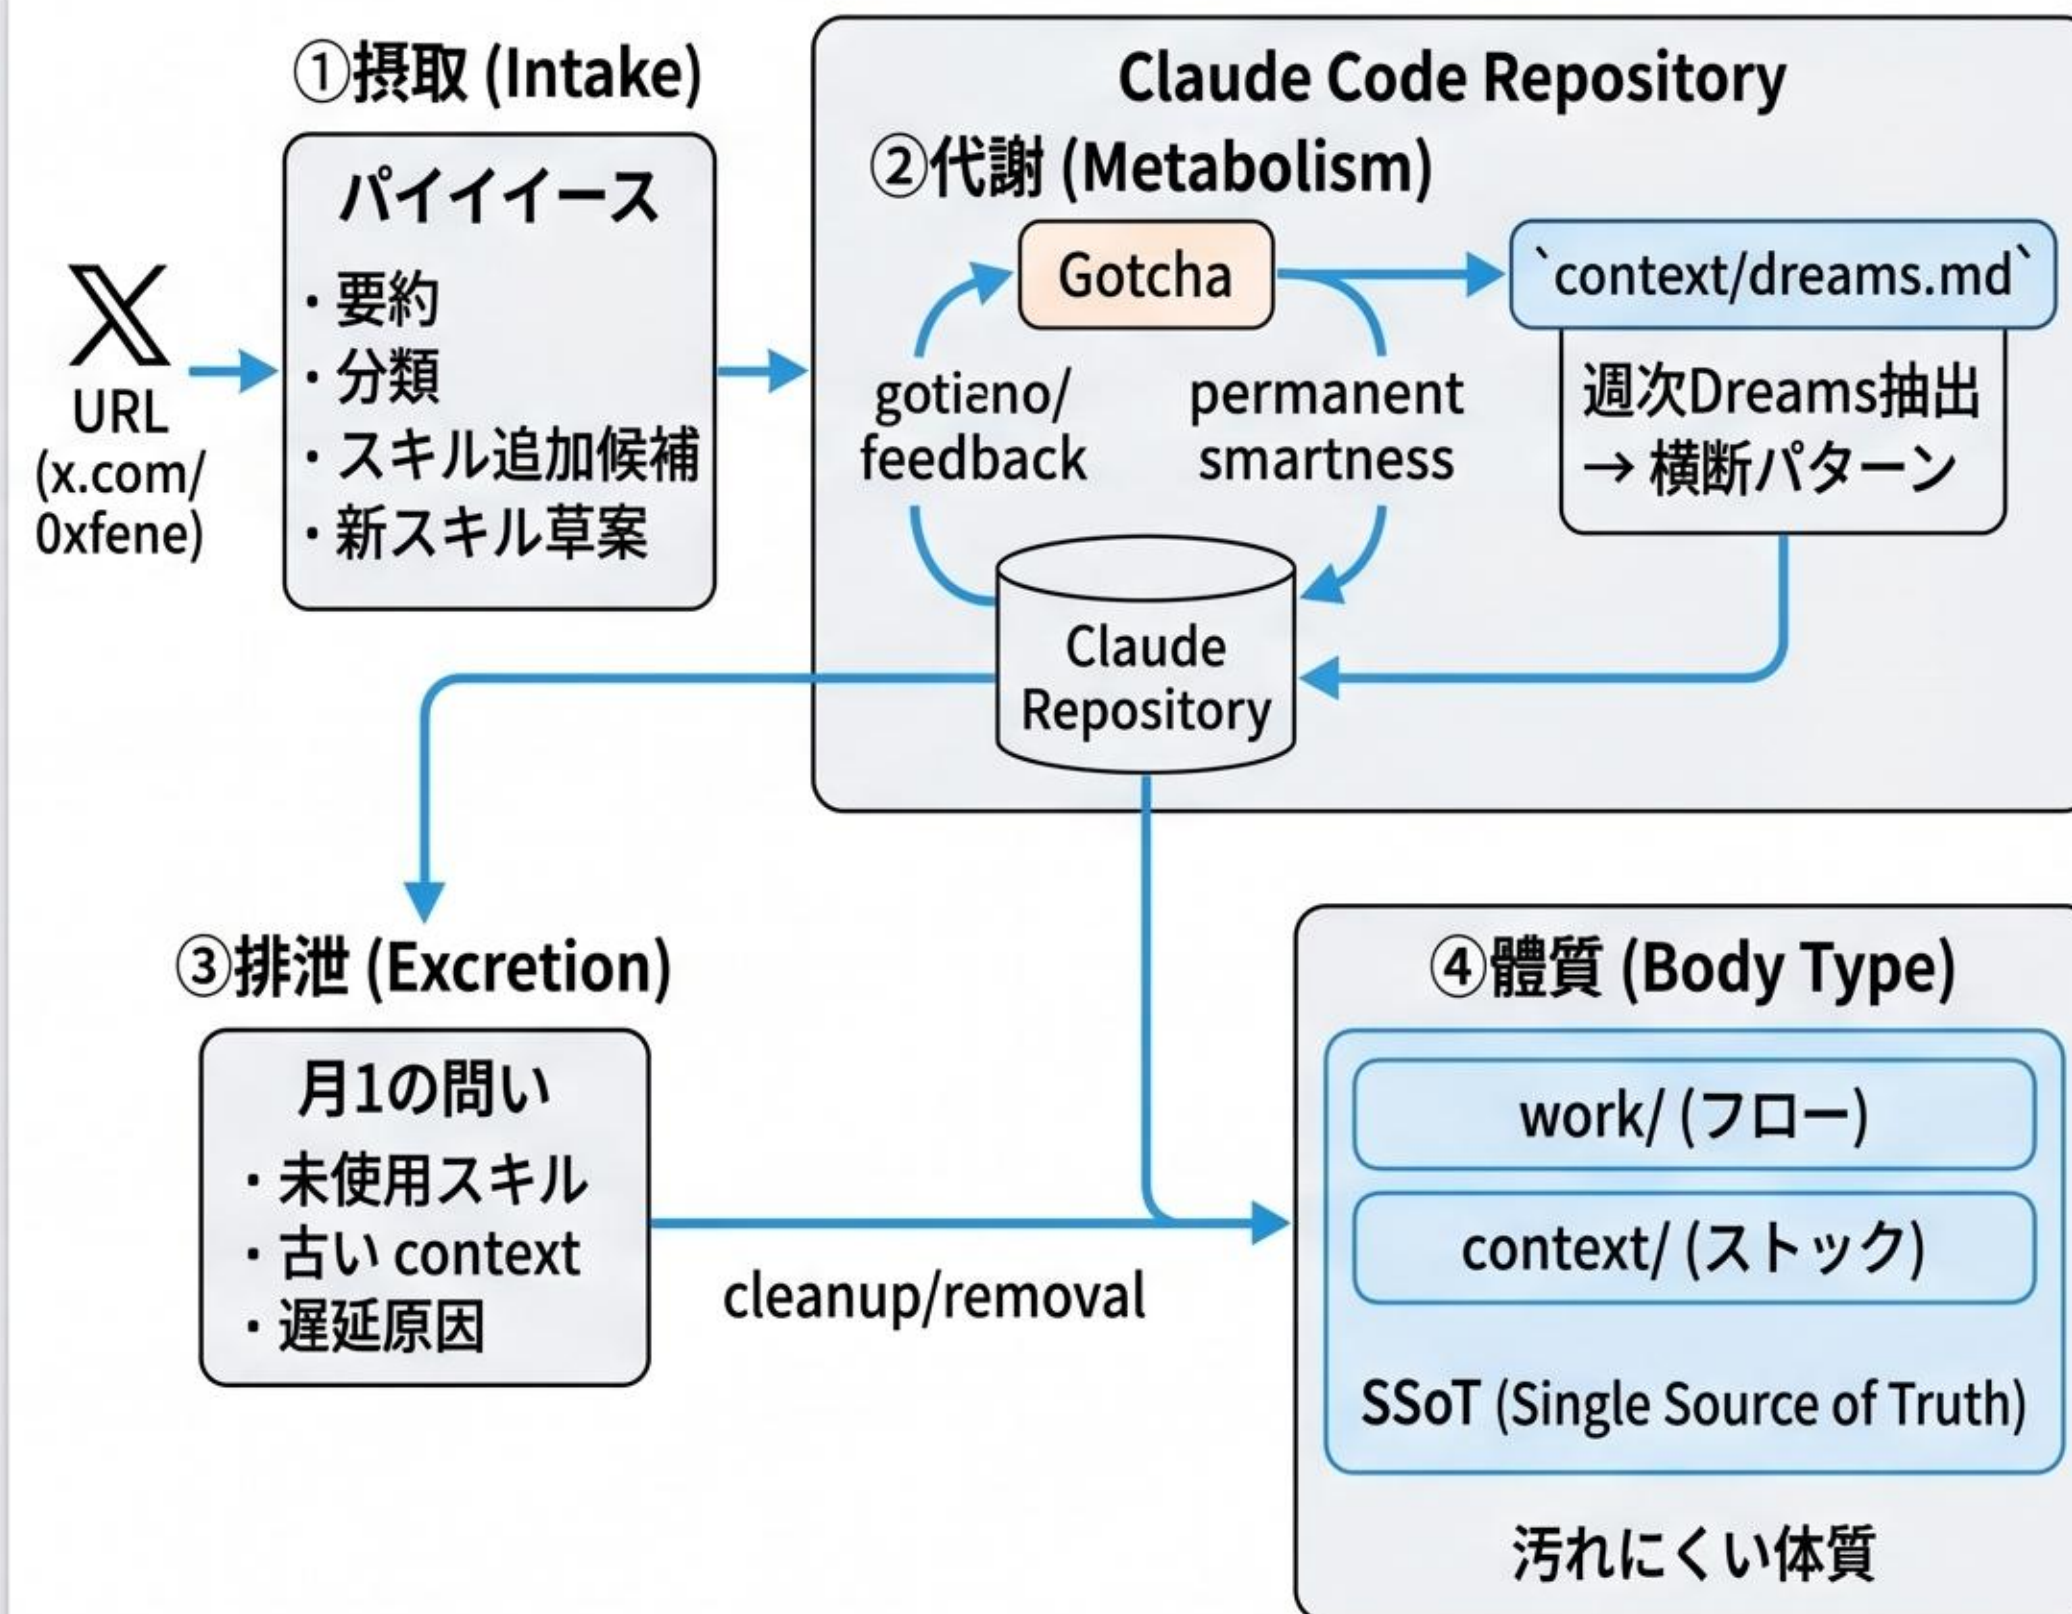 ①摂取 (Intake)
パイイイース
・要約
・分類
・スキル追加候補
・新スキル草案
URL
(x.com/
0xfene)
Claude Code Repository
②代謝 (Metabolism)
Gotcha
`context/dreams.md`
gotiano/
feedback
permanent
smartness
週次Dreams抽出
→ 横断パターン
Claude
Repository
③排泄 (Excretion)
月1の問い
・未使用スキル
・古い context
・遅延原因
cleanup/removal
④體質 (Body Type)
work/ (フロー)
context/ (ストック)
SSoT (Single Source of Truth)
汚れにくい体質